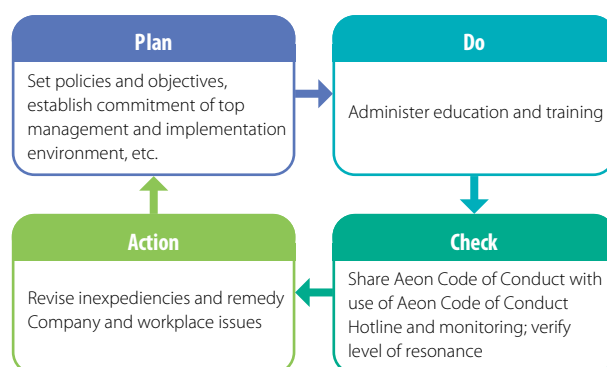 Plan
Set policies and objectives,
establish commitment of top
management and implementation
environment, etc.
Do
Administer education and training
Action
Revise inexpediencies and remedy
Company and workplace issues
Check
Share Aeon Code of Conduct with
use of Aeon Code of Conduct
Hotline and monitoring; verify
level of resonance